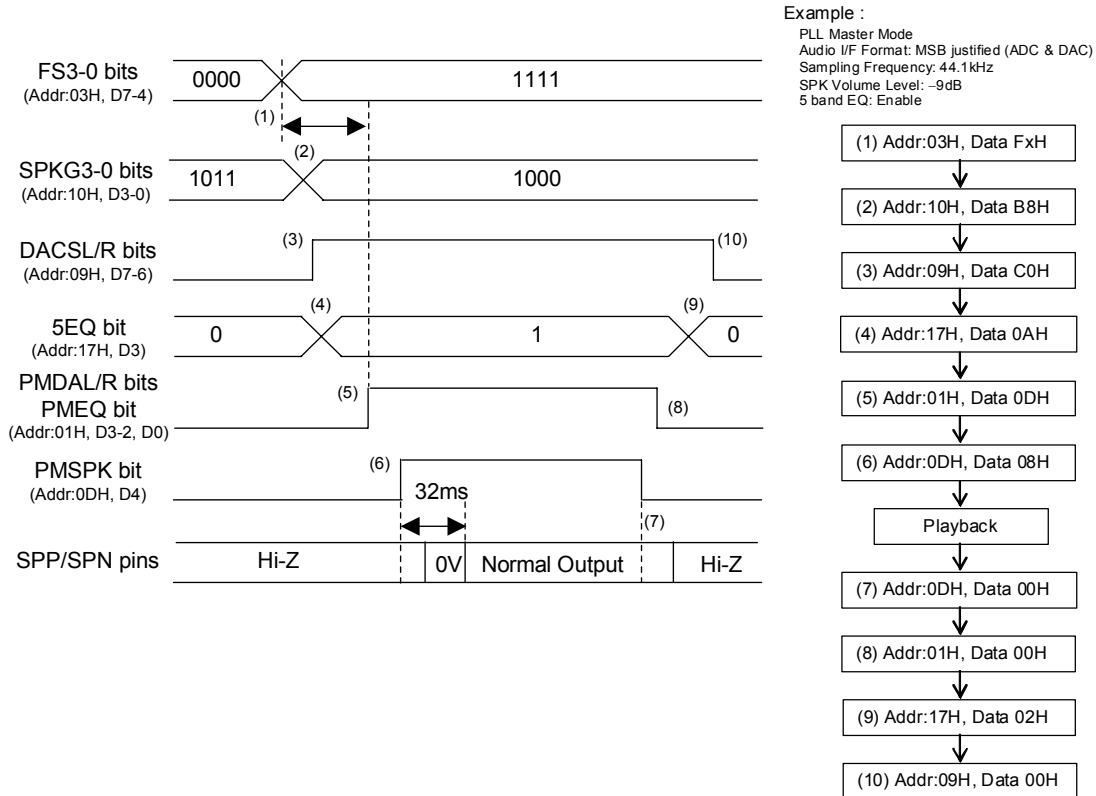 FS3-0 bits
(Addr:03H, D7-4)
0000
1111
(1)
SPKG3-0 bits
(Addr:10H, D3-0)
1011
(2)
1000
DACSL/R bits
(Addr:09H, D7-6)
(3)
(10)
5EQ bit
(Addr:17H, D3)
0
(4)
1
(9)
0
PMDAL/R bits
PMEQ bit
(Addr:01H, D3-2, D0)
(5)
(8)
PMSPK bit
(Addr:0DH, D4)
(6)
32ms
(7)
SPP/SPN pins
Hi-Z
0V
Normal Output
Hi-Z
Example :
PLL Master Mode
Audio I/F Format: MSB justified (ADC & DAC)
Sampling Frequency: 44.1kHz
SPK Volume Level: −9dB
5 band EQ: Enable
(1) Addr:03H, Data FxH
(2) Addr:10H, Data B8H
(3) Addr:09H, Data C0H
(4) Addr:17H, Data 0AH
(5) Addr:01H, Data 0DH
(6) Addr:0DH, Data 08H
Playback
(7) Addr:0DH, Data 00H
(8) Addr:01H, Data 00H
(9) Addr:17H, Data 02H
(10) Addr:09H, Data 00H